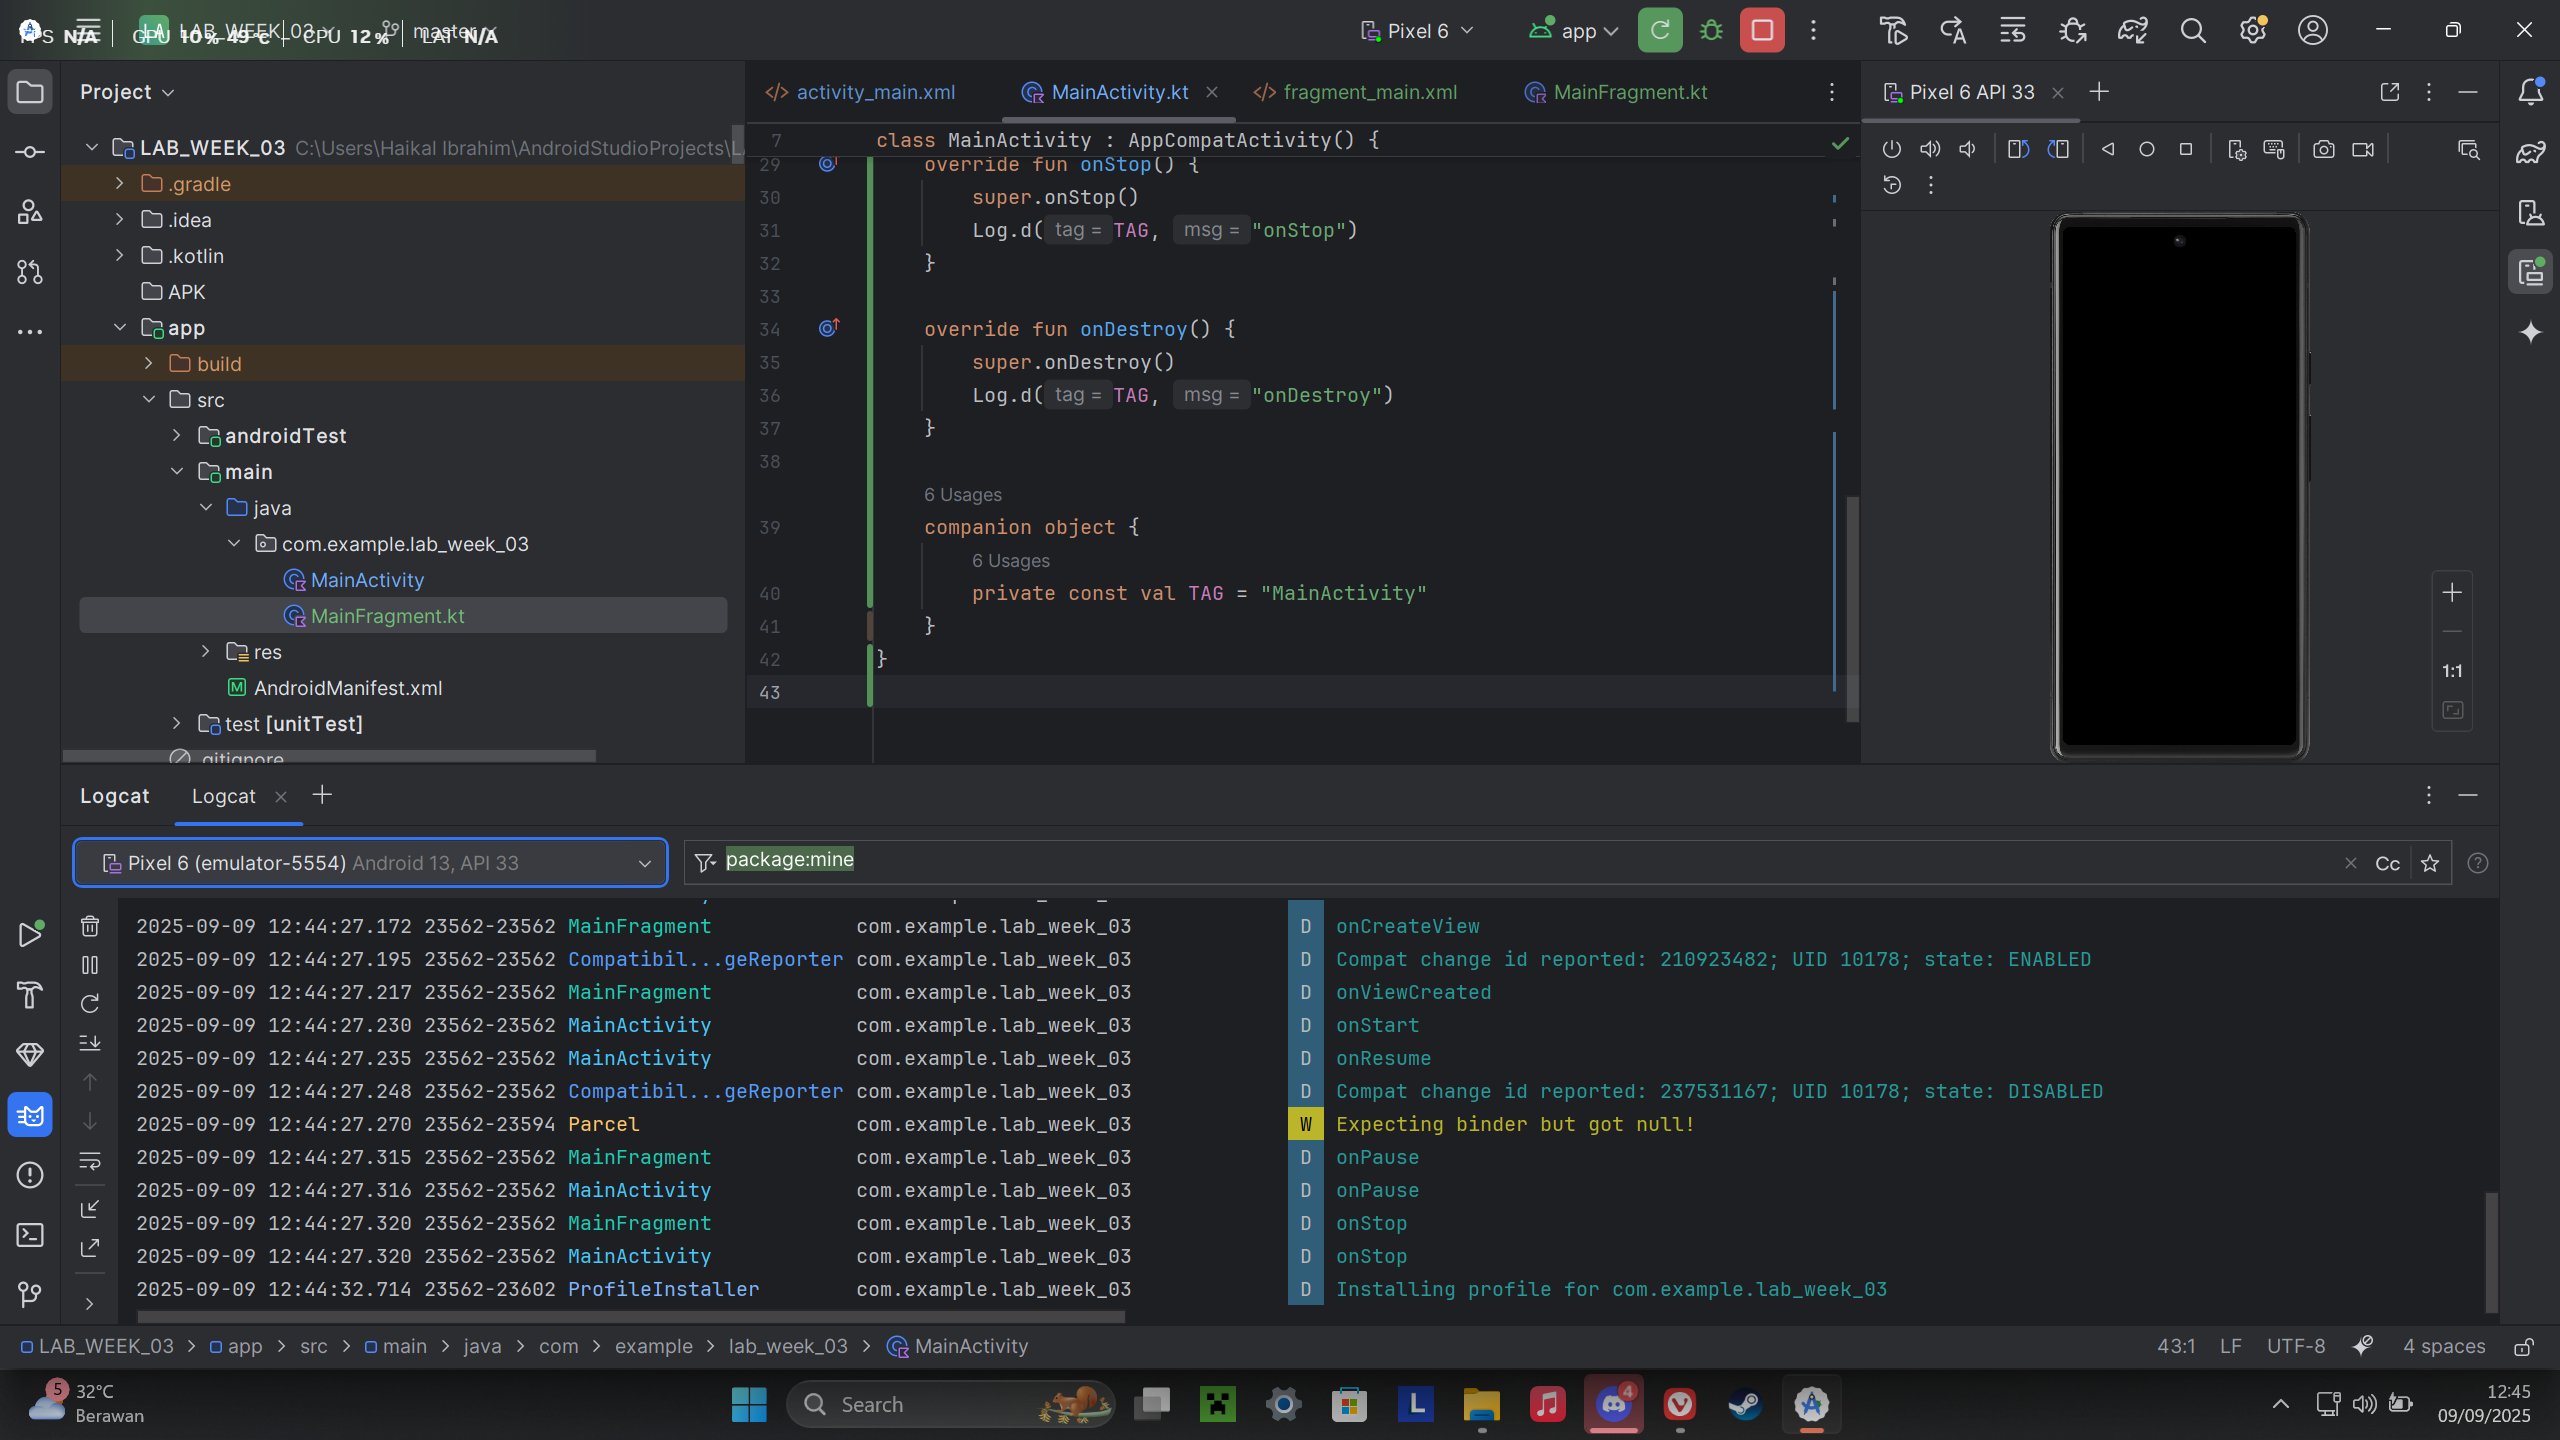 FPS N/A GPU 10% 45°C CPU 12% LAT N/A
LA LAB_WEEK_03 master
Pixel 6 app
Project
activity_main.xml MainActivity.kt fragment_main.xml MainFragment.kt
Pixel 6 API 33
LAB_WEEK_03 C:\Users\Haikal Ibrahim\AndroidStudioProjects\L
.gradle
.idea
.kotlin
APK
app
build
src
androidTest
main
java
com.example.lab_week_03
MainActivity
MainFragment.kt
res
AndroidManifest.xml
test [unitTest]
.gitignore
7 class MainActivity : AppCompatActivity() {
29 override fun onStop() {
30 super.onStop()
31 Log.d( tag = TAG, msg = "onStop")
32 }
33
34 override fun onDestroy() {
35 super.onDestroy()
36 Log.d( tag = TAG, msg = "onDestroy")
37 }
38
6 Usages
39 companion object {
6 Usages
40 private const val TAG = "MainActivity"
41 }
42 }
43
1:1
Logcat Logcat
Pixel 6 (emulator-5554) Android 13, API 33
package:mine
Cc
2025-09-09 12:44:27.172 23562-23562 MainFragment com.example.lab_week_03 D onCreateView
2025-09-09 12:44:27.195 23562-23562 Compatibil...geReporter com.example.lab_week_03 D Compat change id reported: 210923482; UID 10178; state: ENABLED
2025-09-09 12:44:27.217 23562-23562 MainFragment com.example.lab_week_03 D onViewCreated
2025-09-09 12:44:27.230 23562-23562 MainActivity com.example.lab_week_03 D onStart
2025-09-09 12:44:27.235 23562-23562 MainActivity com.example.lab_week_03 D onResume
2025-09-09 12:44:27.248 23562-23562 Compatibil...geReporter com.example.lab_week_03 D Compat change id reported: 237531167; UID 10178; state: DISABLED
2025-09-09 12:44:27.270 23562-23594 Parcel com.example.lab_week_03 W Expecting binder but got null!
2025-09-09 12:44:27.315 23562-23562 MainFragment com.example.lab_week_03 D onPause
2025-09-09 12:44:27.316 23562-23562 MainActivity com.example.lab_week_03 D onPause
2025-09-09 12:44:27.320 23562-23562 MainFragment com.example.lab_week_03 D onStop
2025-09-09 12:44:27.320 23562-23562 MainActivity com.example.lab_week_03 D onStop
2025-09-09 12:44:32.714 23562-23602 ProfileInstaller com.example.lab_week_03 D Installing profile for com.example.lab_week_03
LAB_WEEK_03 > app > src > main > java > com > example > lab_week_03 > MainActivity
43:1 LF UTF-8 4 spaces
5 32°C
Berawan
Search
L
4
12:45
09/09/2025